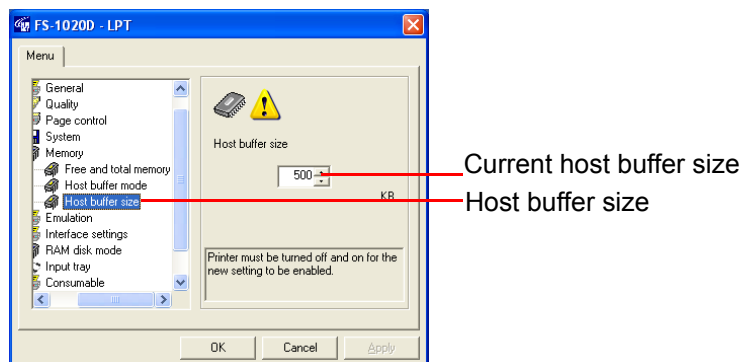 FS-1020D - LPT
Menu
General
Quality
Page control
System
Memory
Free and total memory
Host buffer mode
Host buffer size
Emulation
Interface settings
RAM disk mode
Input tray
Consumable
Host buffer size
500
KB
Printer must be turned off and on for the
new setting to be enabled.
OK Cancel Apply
Current host buffer size
Host buffer size